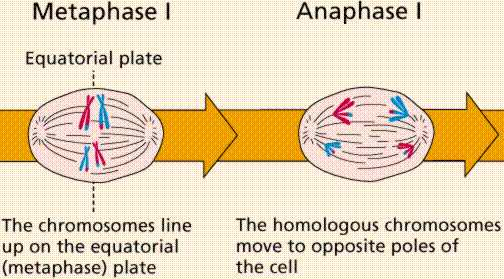 Metaphase I
Anaphase I
Equatorial plate
The chromosomes line
up on the equatorial
(metaphase) plate
The homologous chromosomes
move to opposite poles of
the cell